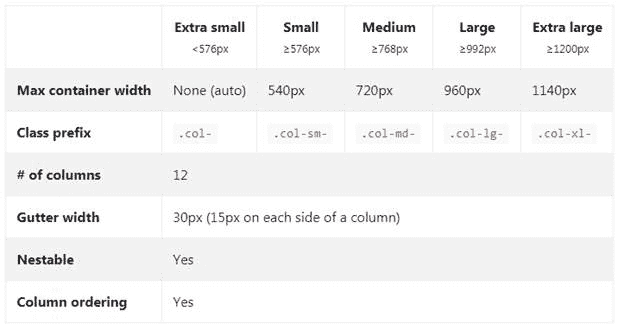 Extra small Small Medium Large Extra large
<576px ≥576px ≥768px ≥992px ≥1200px
Max container width None (auto) 540px 720px 960px 1140px
Class prefix .col- .col-sm- .col-md- .col-lg- .col-xl-
# of columns 12
Gutter width 30px (15px on each side of a column)
Nestable Yes
Column ordering Yes